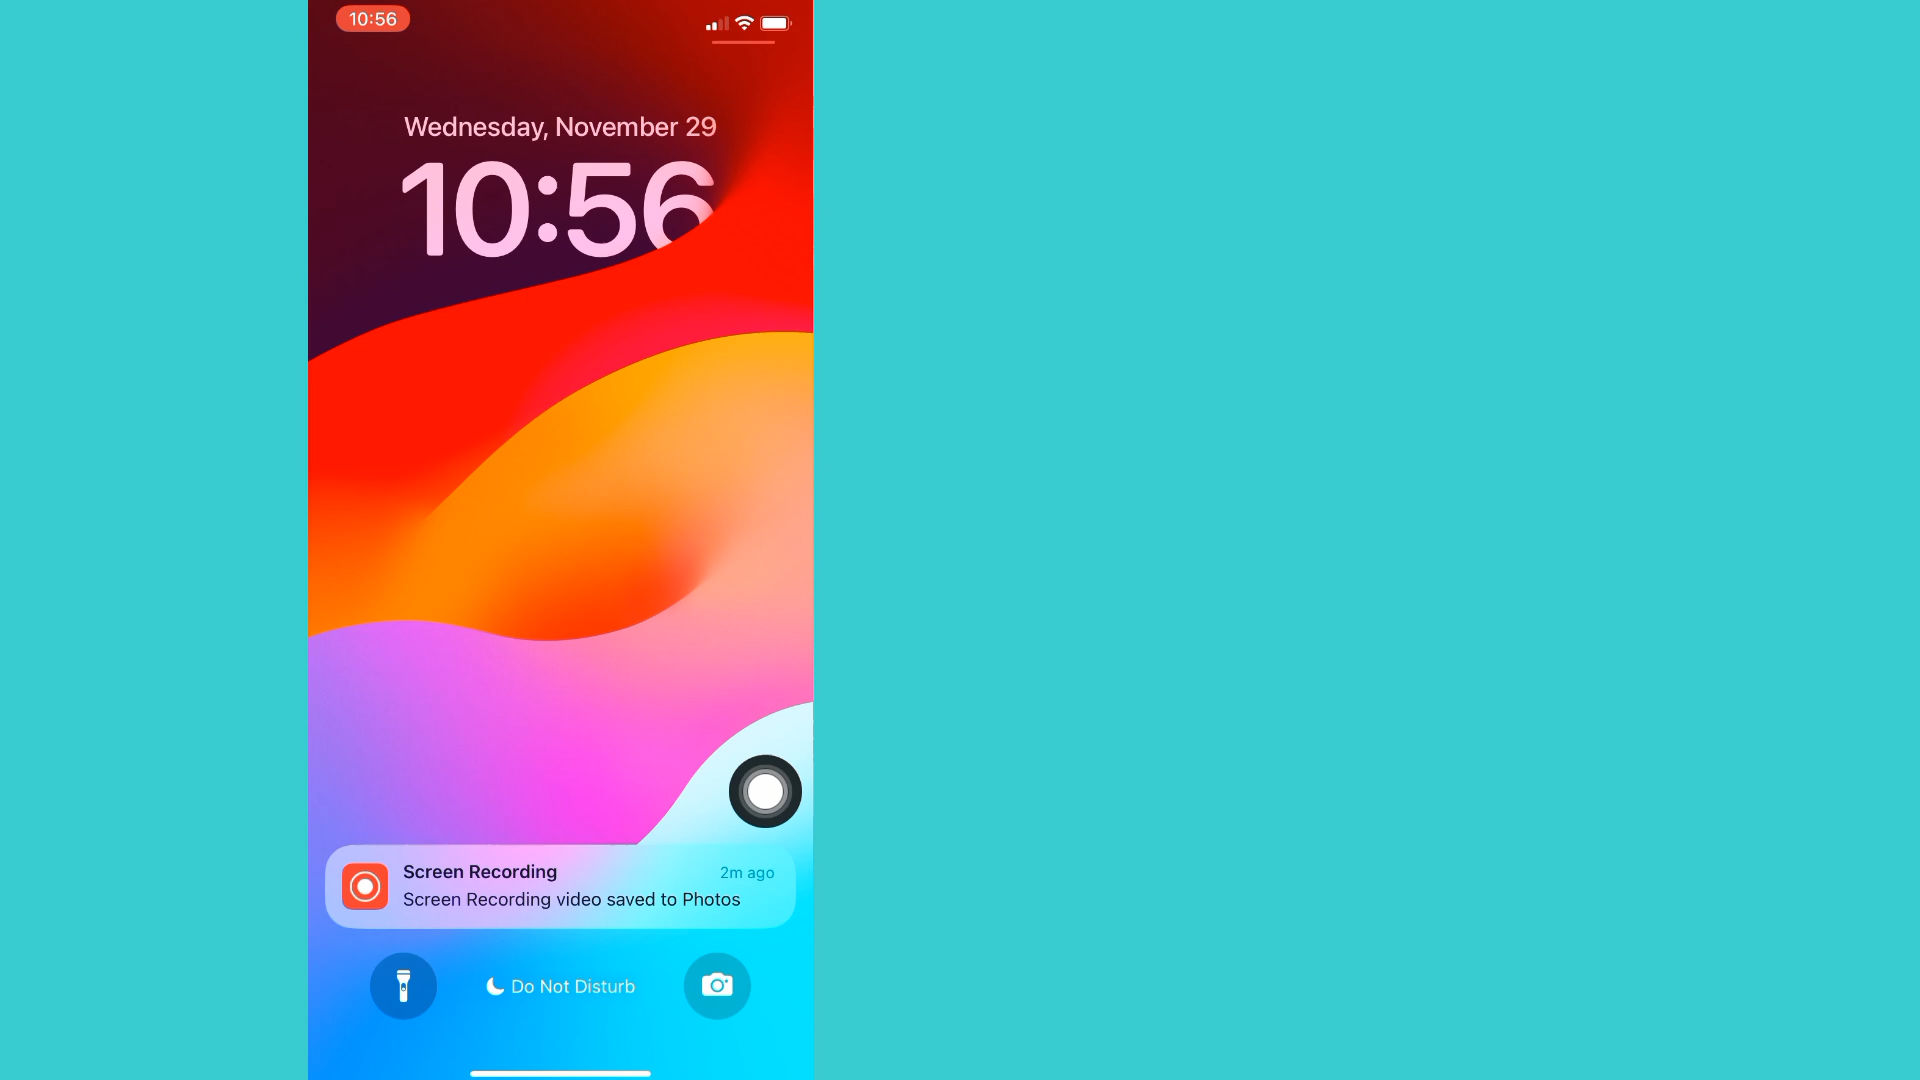 10:56
Wednesday, November 29
10:56
Screen Recording 2m ago
Screen Recording video saved to Photos
Do Not Disturb